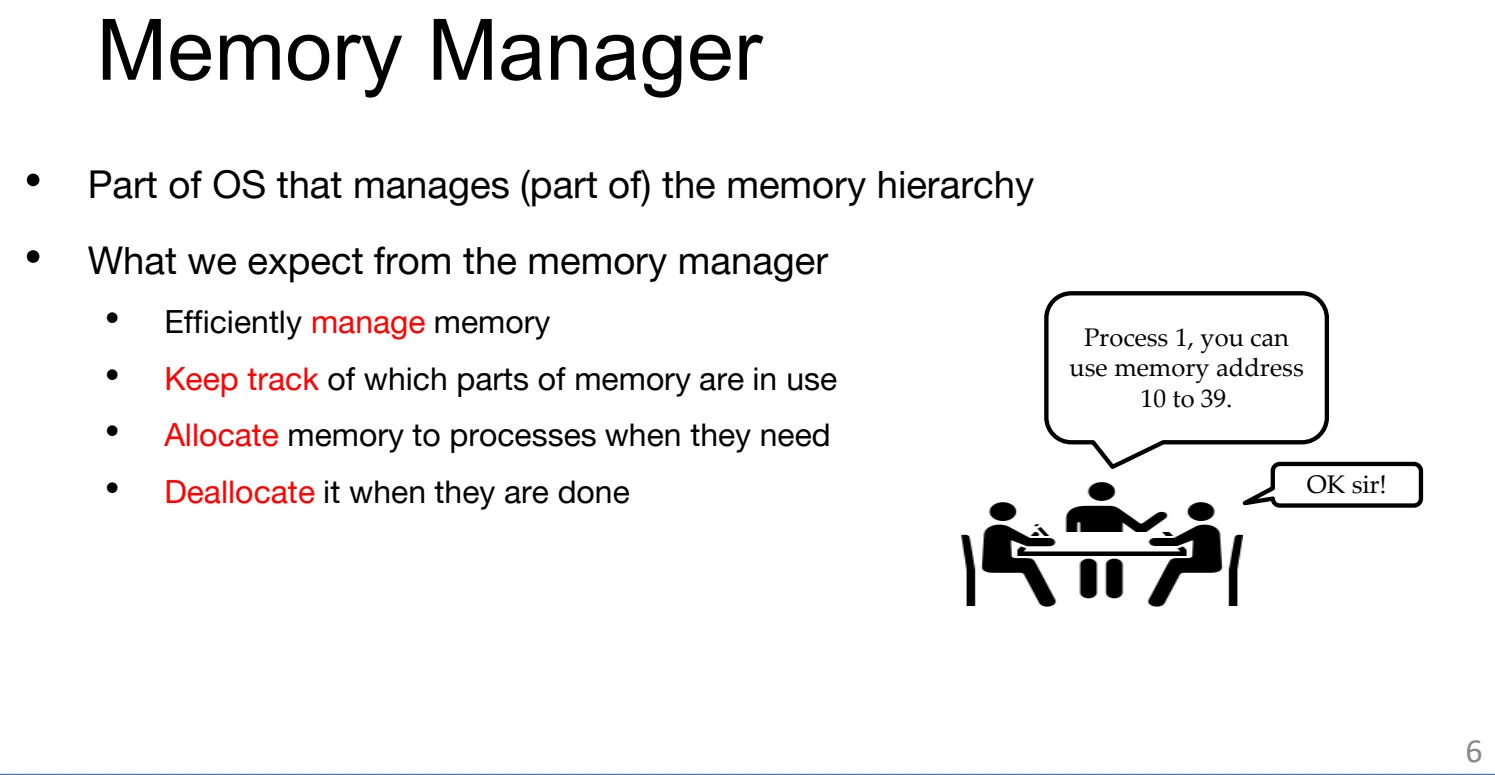 Memory Manager
• Part of OS that manages (part of) the memory hierarchy
• What we expect from the memory manager
• Efficiently manage memory
• Keep track of which parts of memory are in use
• Allocate memory to processes when they need
• Deallocate it when they are done
Process 1, you can
use memory address
10 to 39.
OK sir!
6